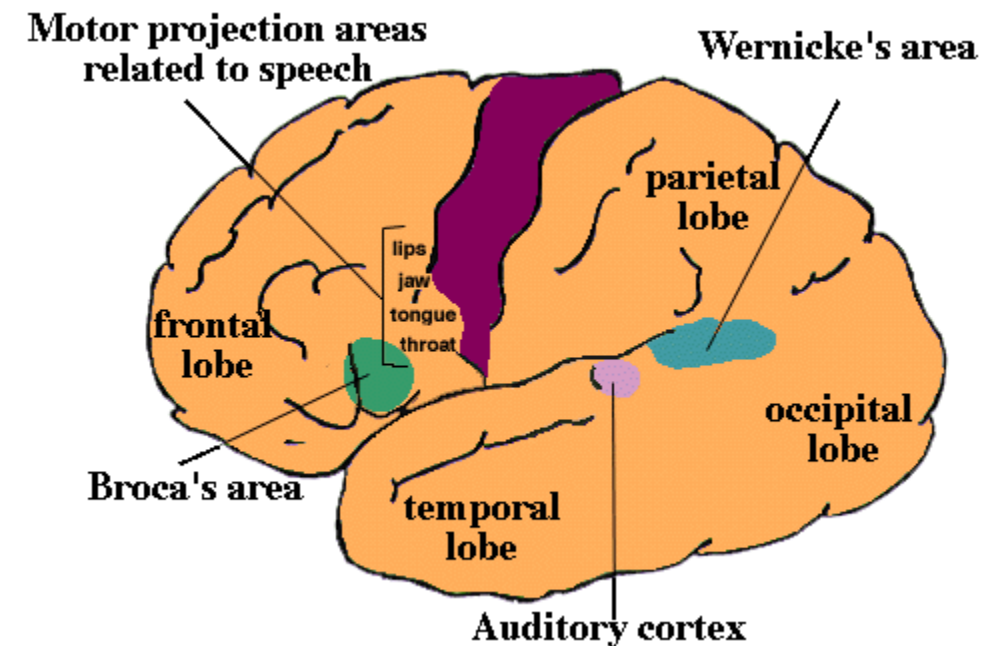 Motor projection areas
related to speech
Wernicke's area
parietal
lobe
lips
jaw
tongue
throat
frontal
lobe
occipital
lobe
Broca's area
temporal
lobe
Auditory cortex